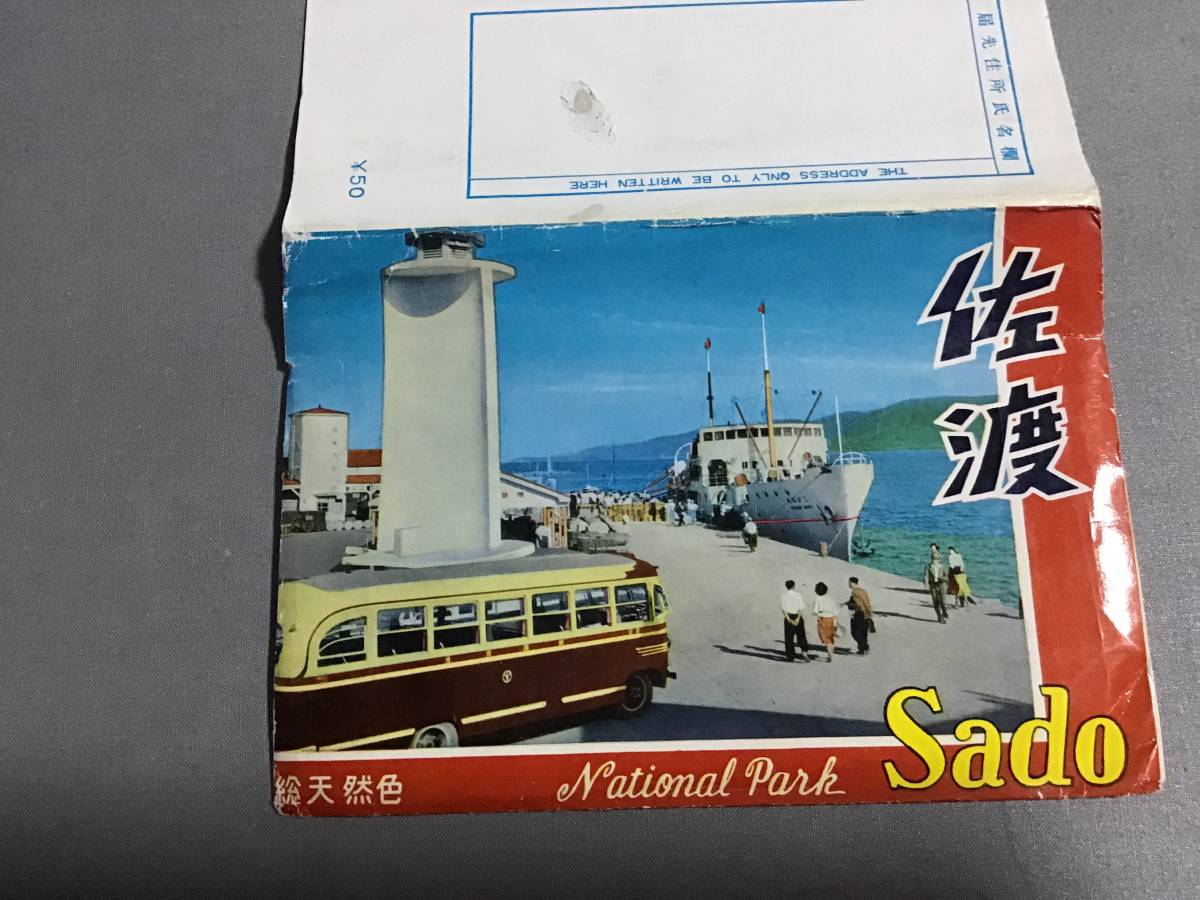 届先住所氏名欄
THE ADDRESS ONLY TO BE WRITTEN HERE
¥50
佐渡
Sado
National Park
総天然色